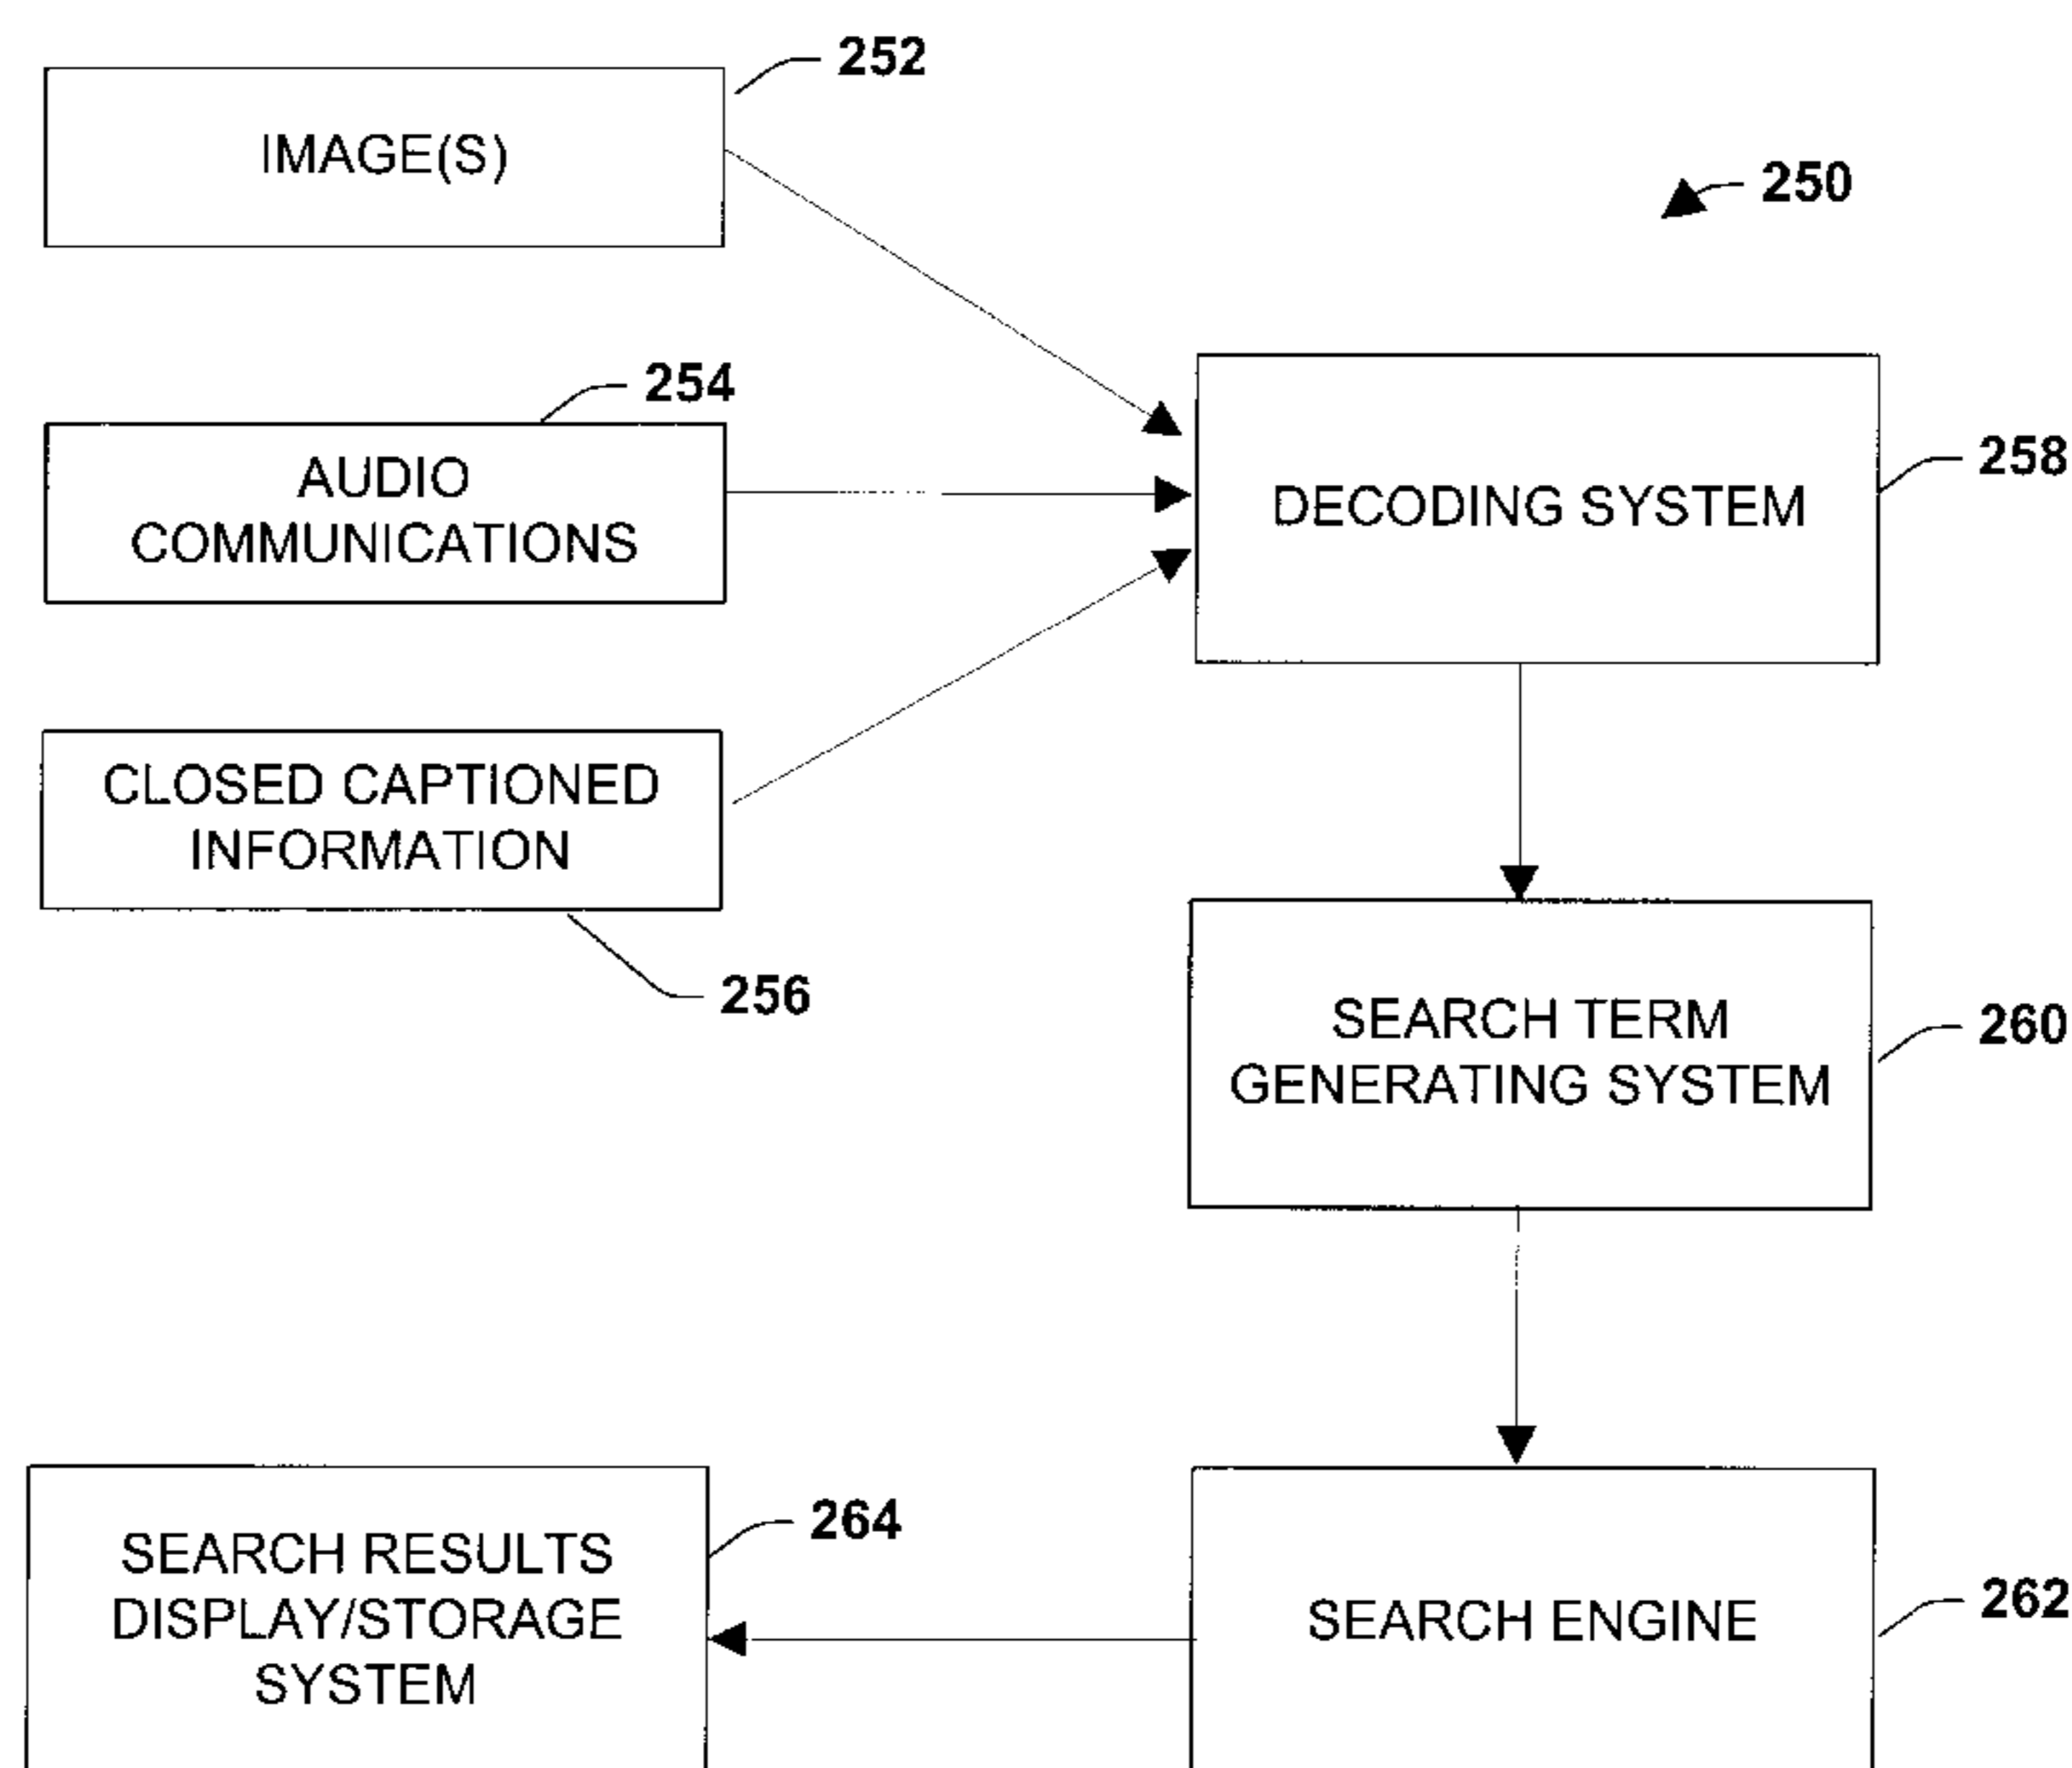 252
IMAGE(S)
250
254
AUDIO
COMMUNICATIONS
258
DECODING SYSTEM
CLOSED CAPTIONED
INFORMATION
256
SEARCH TERM
GENERATING SYSTEM
260
264
SEARCH RESULTS
DISPLAY/STORAGE
SYSTEM
262
SEARCH ENGINE